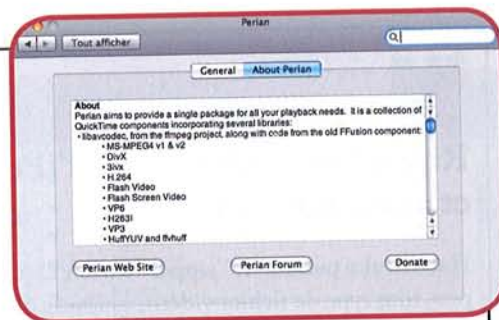 Perian
Tout afficher
General About Perian
About
Perian aims to provide a single package for all your playback needs. It is a collection of
QuickTime components incorporating several libraries:
• libavcodec, from the ffmpeg project, along with code from the old FFusion component:
• MS-MPEG4 v1 & v2
• DivX
• 3ivx
• H.264
• Flash Video
• Flash Screen Video
• VP6
• H263I
• VP3
• HuffYUV and ffvhuff
Perian Web Site Perian Forum Donate